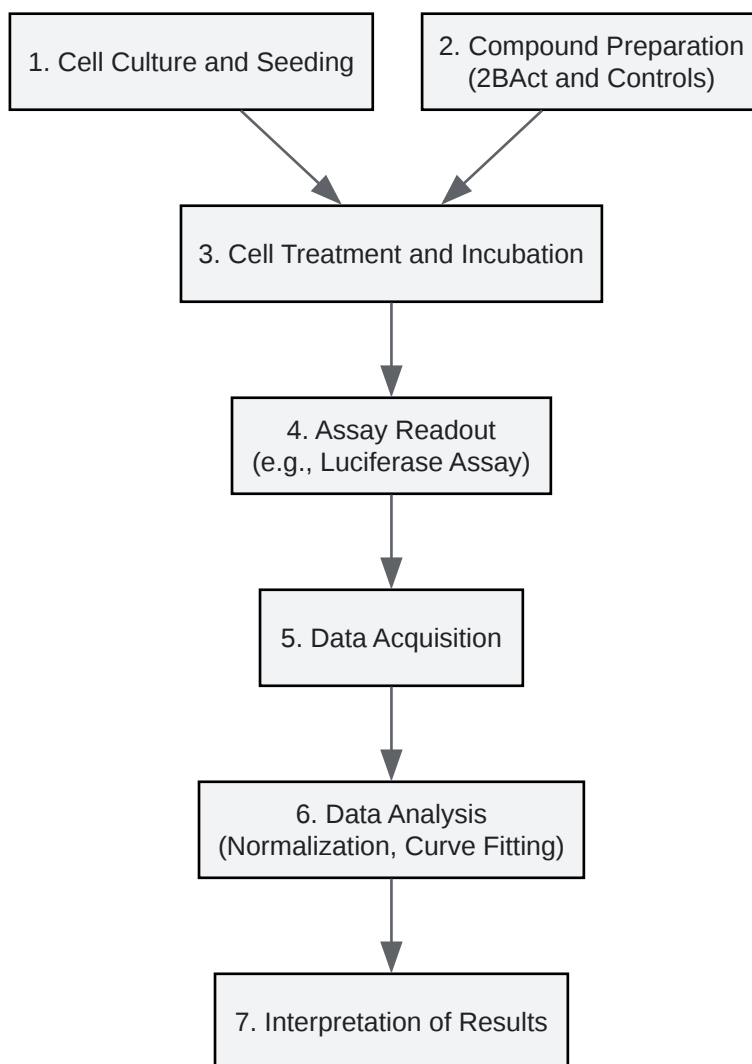 1. Cell Culture and Seeding
2. Compound Preparation
(2BAct and Controls)
3. Cell Treatment and Incubation
4. Assay Readout
(e.g., Luciferase Assay)
5. Data Acquisition
6. Data Analysis
(Normalization, Curve Fitting)
7. Interpretation of Results